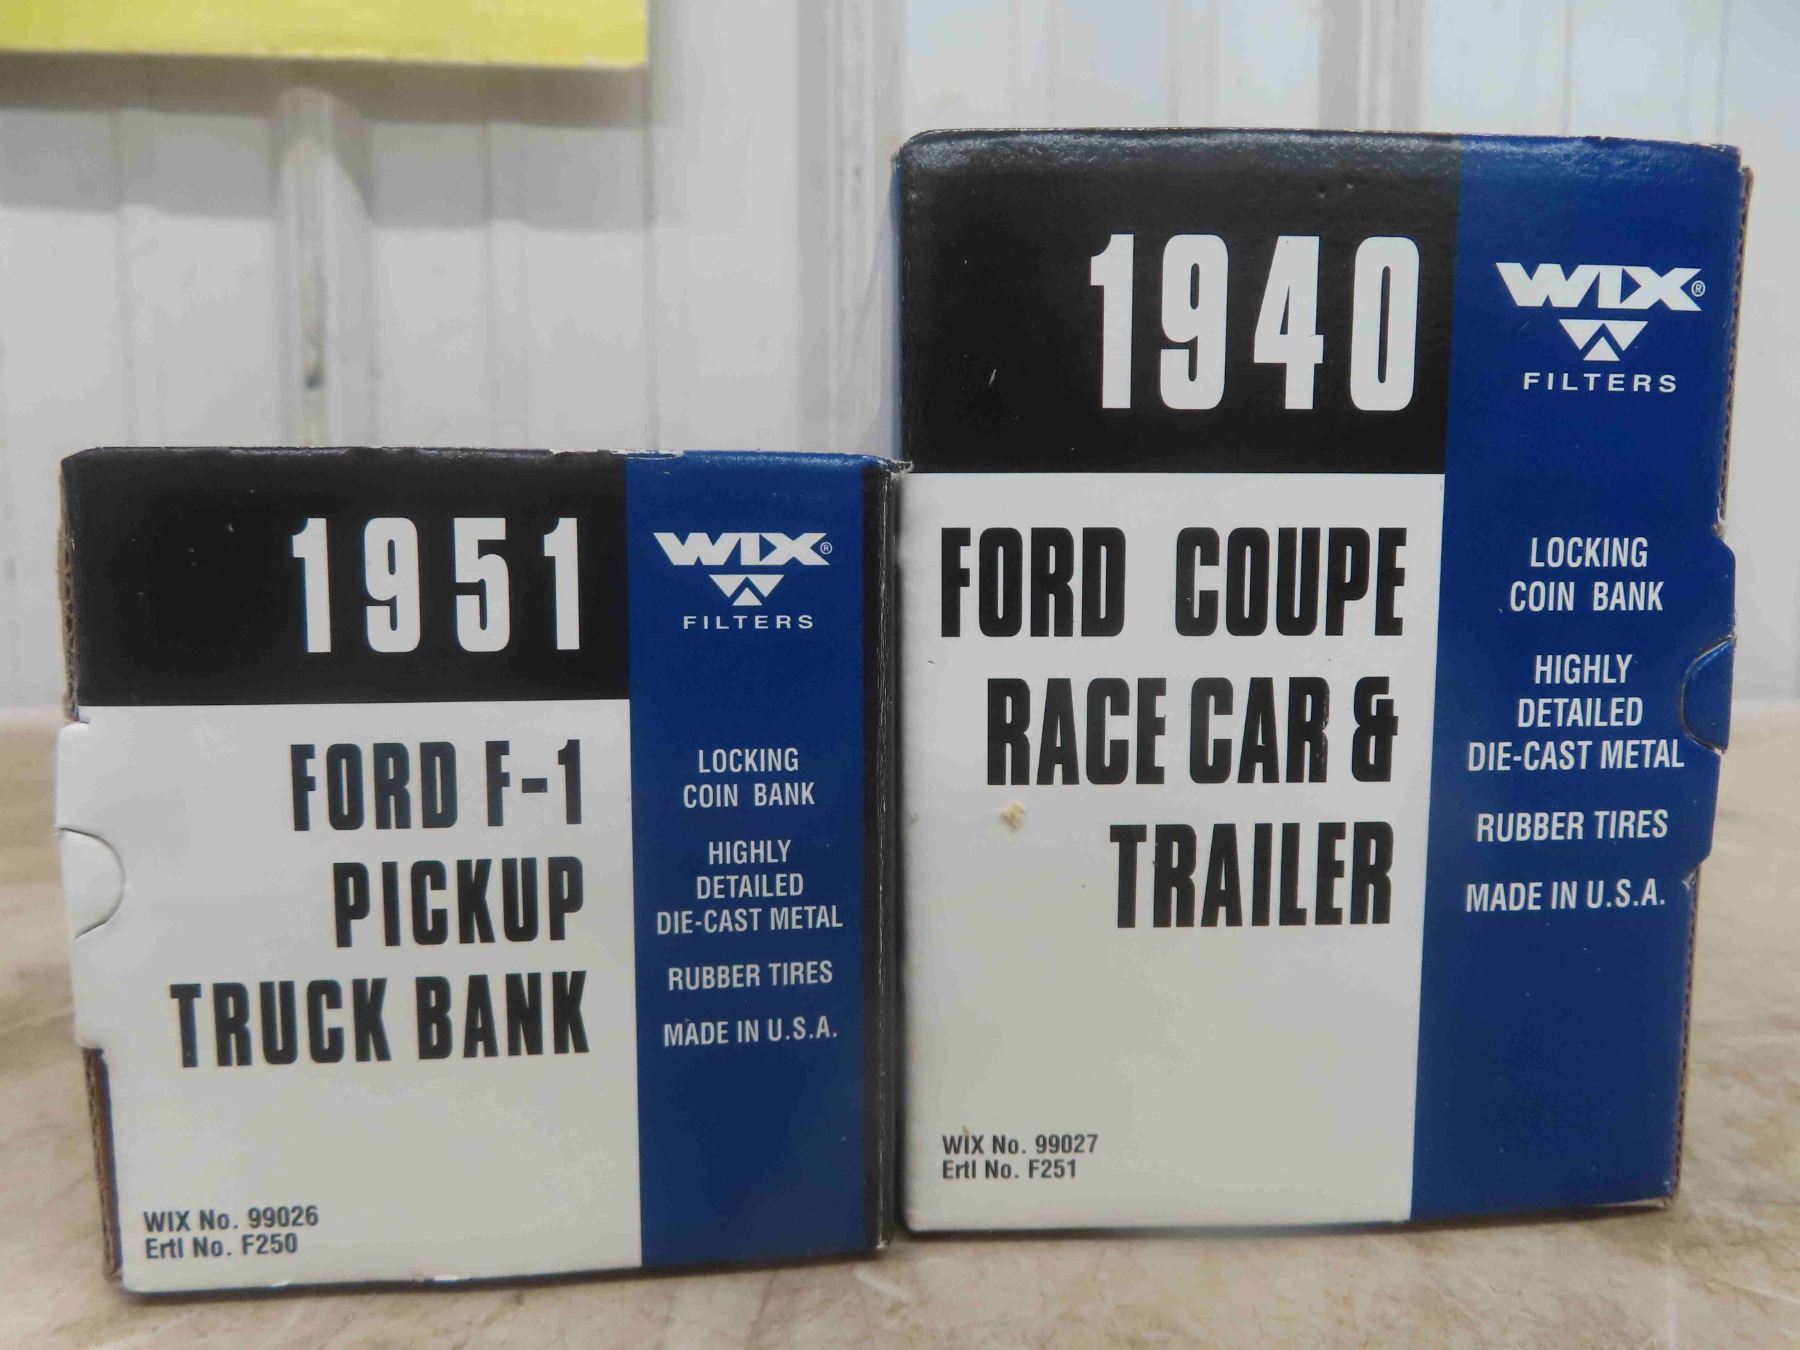 1951
FORD F-1
PICKUP
TRUCK BANK
WIX No. 99026
Ertl No. F250
WIX®
FILTERS
LOCKING
COIN BANK
HIGHLY
DETAILED
DIE-CAST METAL
RUBBER TIRES
MADE IN U.S.A.
1940
FORD COUPE
RACE CAR &
TRAILER
WIX No. 99027
Ertl No. F251
WIX®
FILTERS
LOCKING
COIN BANK
HIGHLY
DETAILED
DIE-CAST METAL
RUBBER TIRES
MADE IN U.S.A.